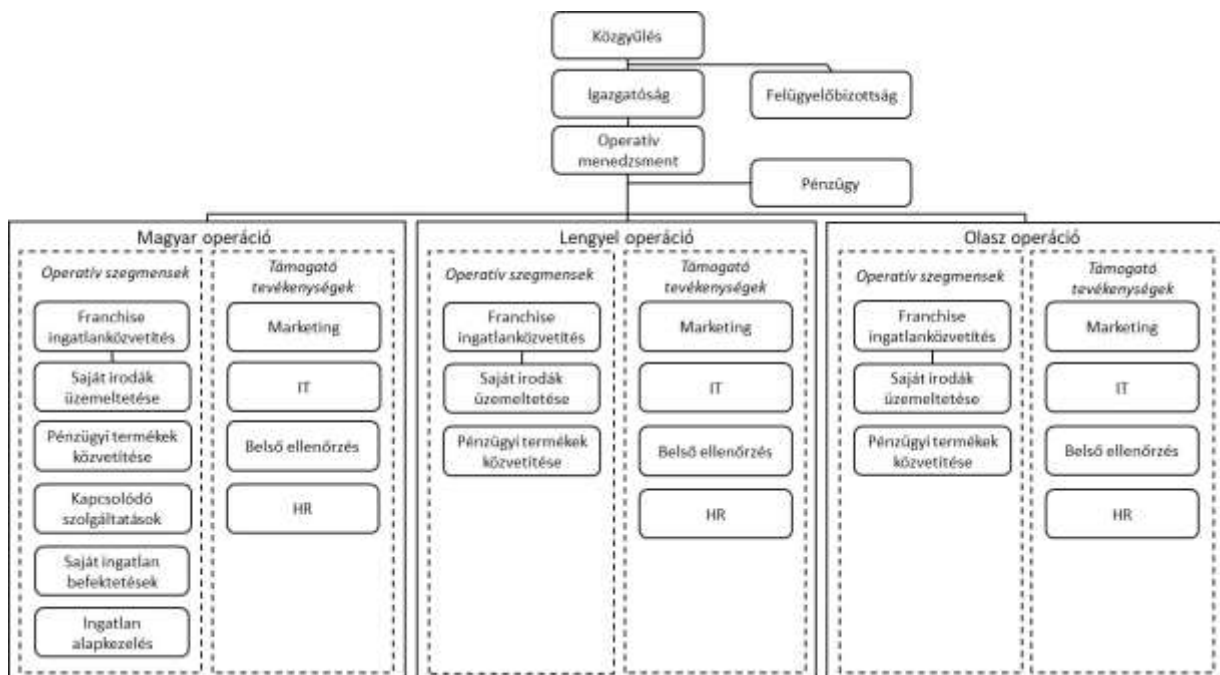 Közgyűlés
Igazgatóság
Felügyelőbizottság
Operatív
menedzsment
Pénzügy
Magyar operáció
Operatív szegmensek
Franchise
ingatlanközvetítés
Saját irodák
üzemeltetése
Pénzügyi termékek
közvetítése
Kapcsolódó
szolgáltatások
Saját ingatlan
befektetések
Ingatlan
alapkezelés
Támogató
tevékenységek
Marketing
IT
Belső ellenőrzés
HR
Lengyel operáció
Operatív szegmensek
Franchise
ingatlanközvetítés
Saját irodák
üzemeltetése
Pénzügyi termékek
közvetítése
Támogató
tevékenységek
Marketing
IT
Belső ellenőrzés
HR
Olasz operáció
Operatív szegmensek
Franchise
ingatlanközvetítés
Saját irodák
üzemeltetése
Pénzügyi termékek
közvetítése
Támogató
tevékenységek
Marketing
IT
Belső ellenőrzés
HR